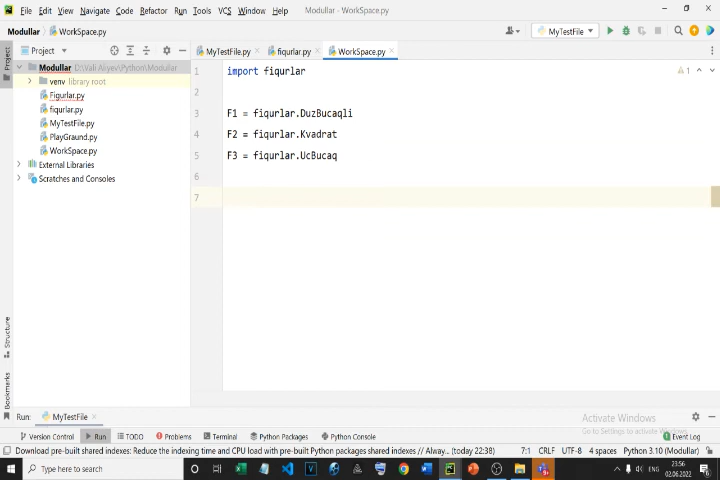 File Edit View Navigate Code Refactor Run Tools VCS Window Help Modullar - WorkSpace.py
Modullar WorkSpace.py MyTestFile
Project MyTestFile.py fiqurlar.py WorkSpace.py
Project
Modullar D:\Vali Aliyev\Python\Modullar
venv library root
Figurlar.py
fiqurlar.py
MyTestFile.py
PlayGraund.py
WorkSpace.py
External Libraries
Scratches and Consoles
1 import fiqurlar
2
3 F1 = fiqurlar.DuzBucaqli
4 F2 = fiqurlar.Kvadrat
5 F3 = fiqurlar.UcBucaq
6
7
1
Structure
Bookmarks
Activate Windows
Go to Settings to activate Windows.
Run: MyTestFile
Version Control Run TODO Problems Terminal Python Packages Python Console Event Log
Download pre-built shared indexes: Reduce the indexing time and CPU load with pre-built Python packages shared indexes // Alway... (today 22:38) 7:1 CRLF UTF-8 4 spaces Python 3.10 (Modullar)
Type here to search ENG 23:56
02.06.2022